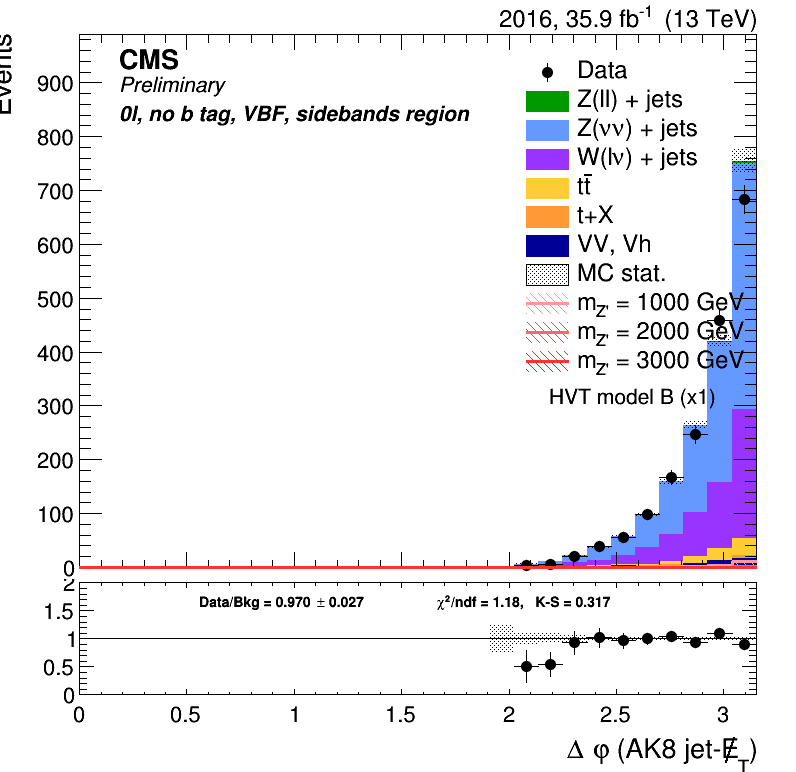 2016, 35.9 fb⁻¹ (13 TeV)
Events
CMS
Preliminary
0l, no b tag, VBF, sidebands region
Data
Z(ll) + jets
Z(νν) + jets
W(lν) + jets
tt̄
t+X
VV, Vh
MC stat.
m_Z' = 1000 GeV
m_Z' = 2000 GeV
m_Z' = 3000 GeV
HVT model B (x1)
900
800
700
600
500
400
300
200
100
0
2
1.5
1
0.5
0
Data/Bkg = 0.970 ± 0.027
χ²/ndf = 1.18, K-S = 0.317
0 0.5 1 1.5 2 2.5 3
Δ φ (AK8 jet-E̸_T)